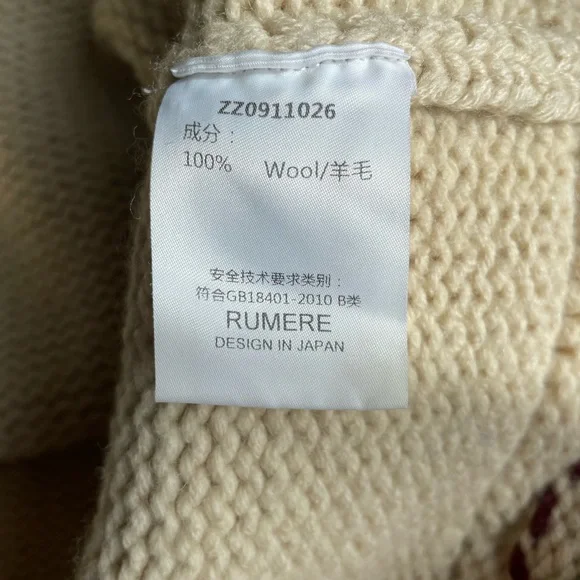 ZZ0911026
成分：
100% Wool/羊毛
安全技术要求类别：
符合GB18401-2010 B类
RUMERE
DESIGN IN JAPAN